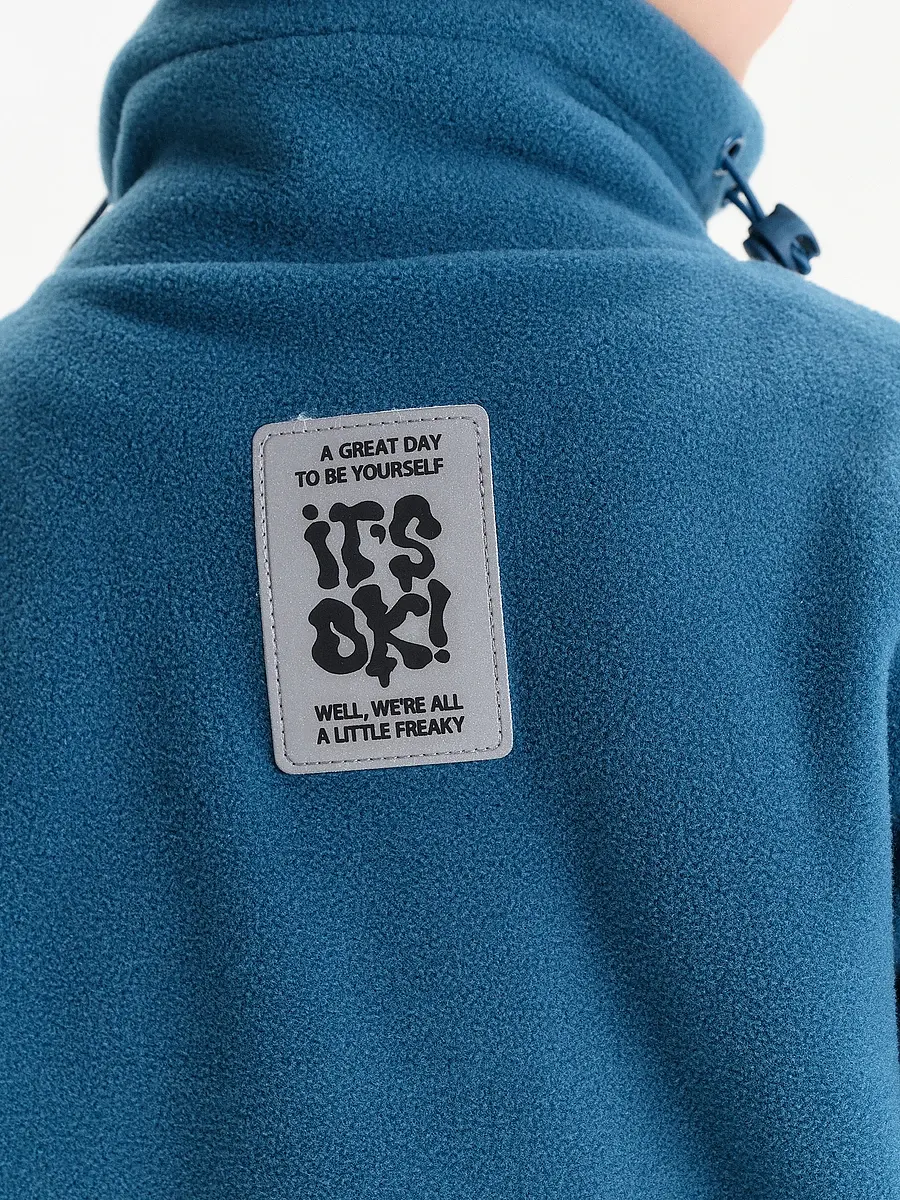 A GREAT DAY
TO BE YOURSELF
iT'S
OK!
WELL, WE'RE ALL
A LITTLE FREAKY